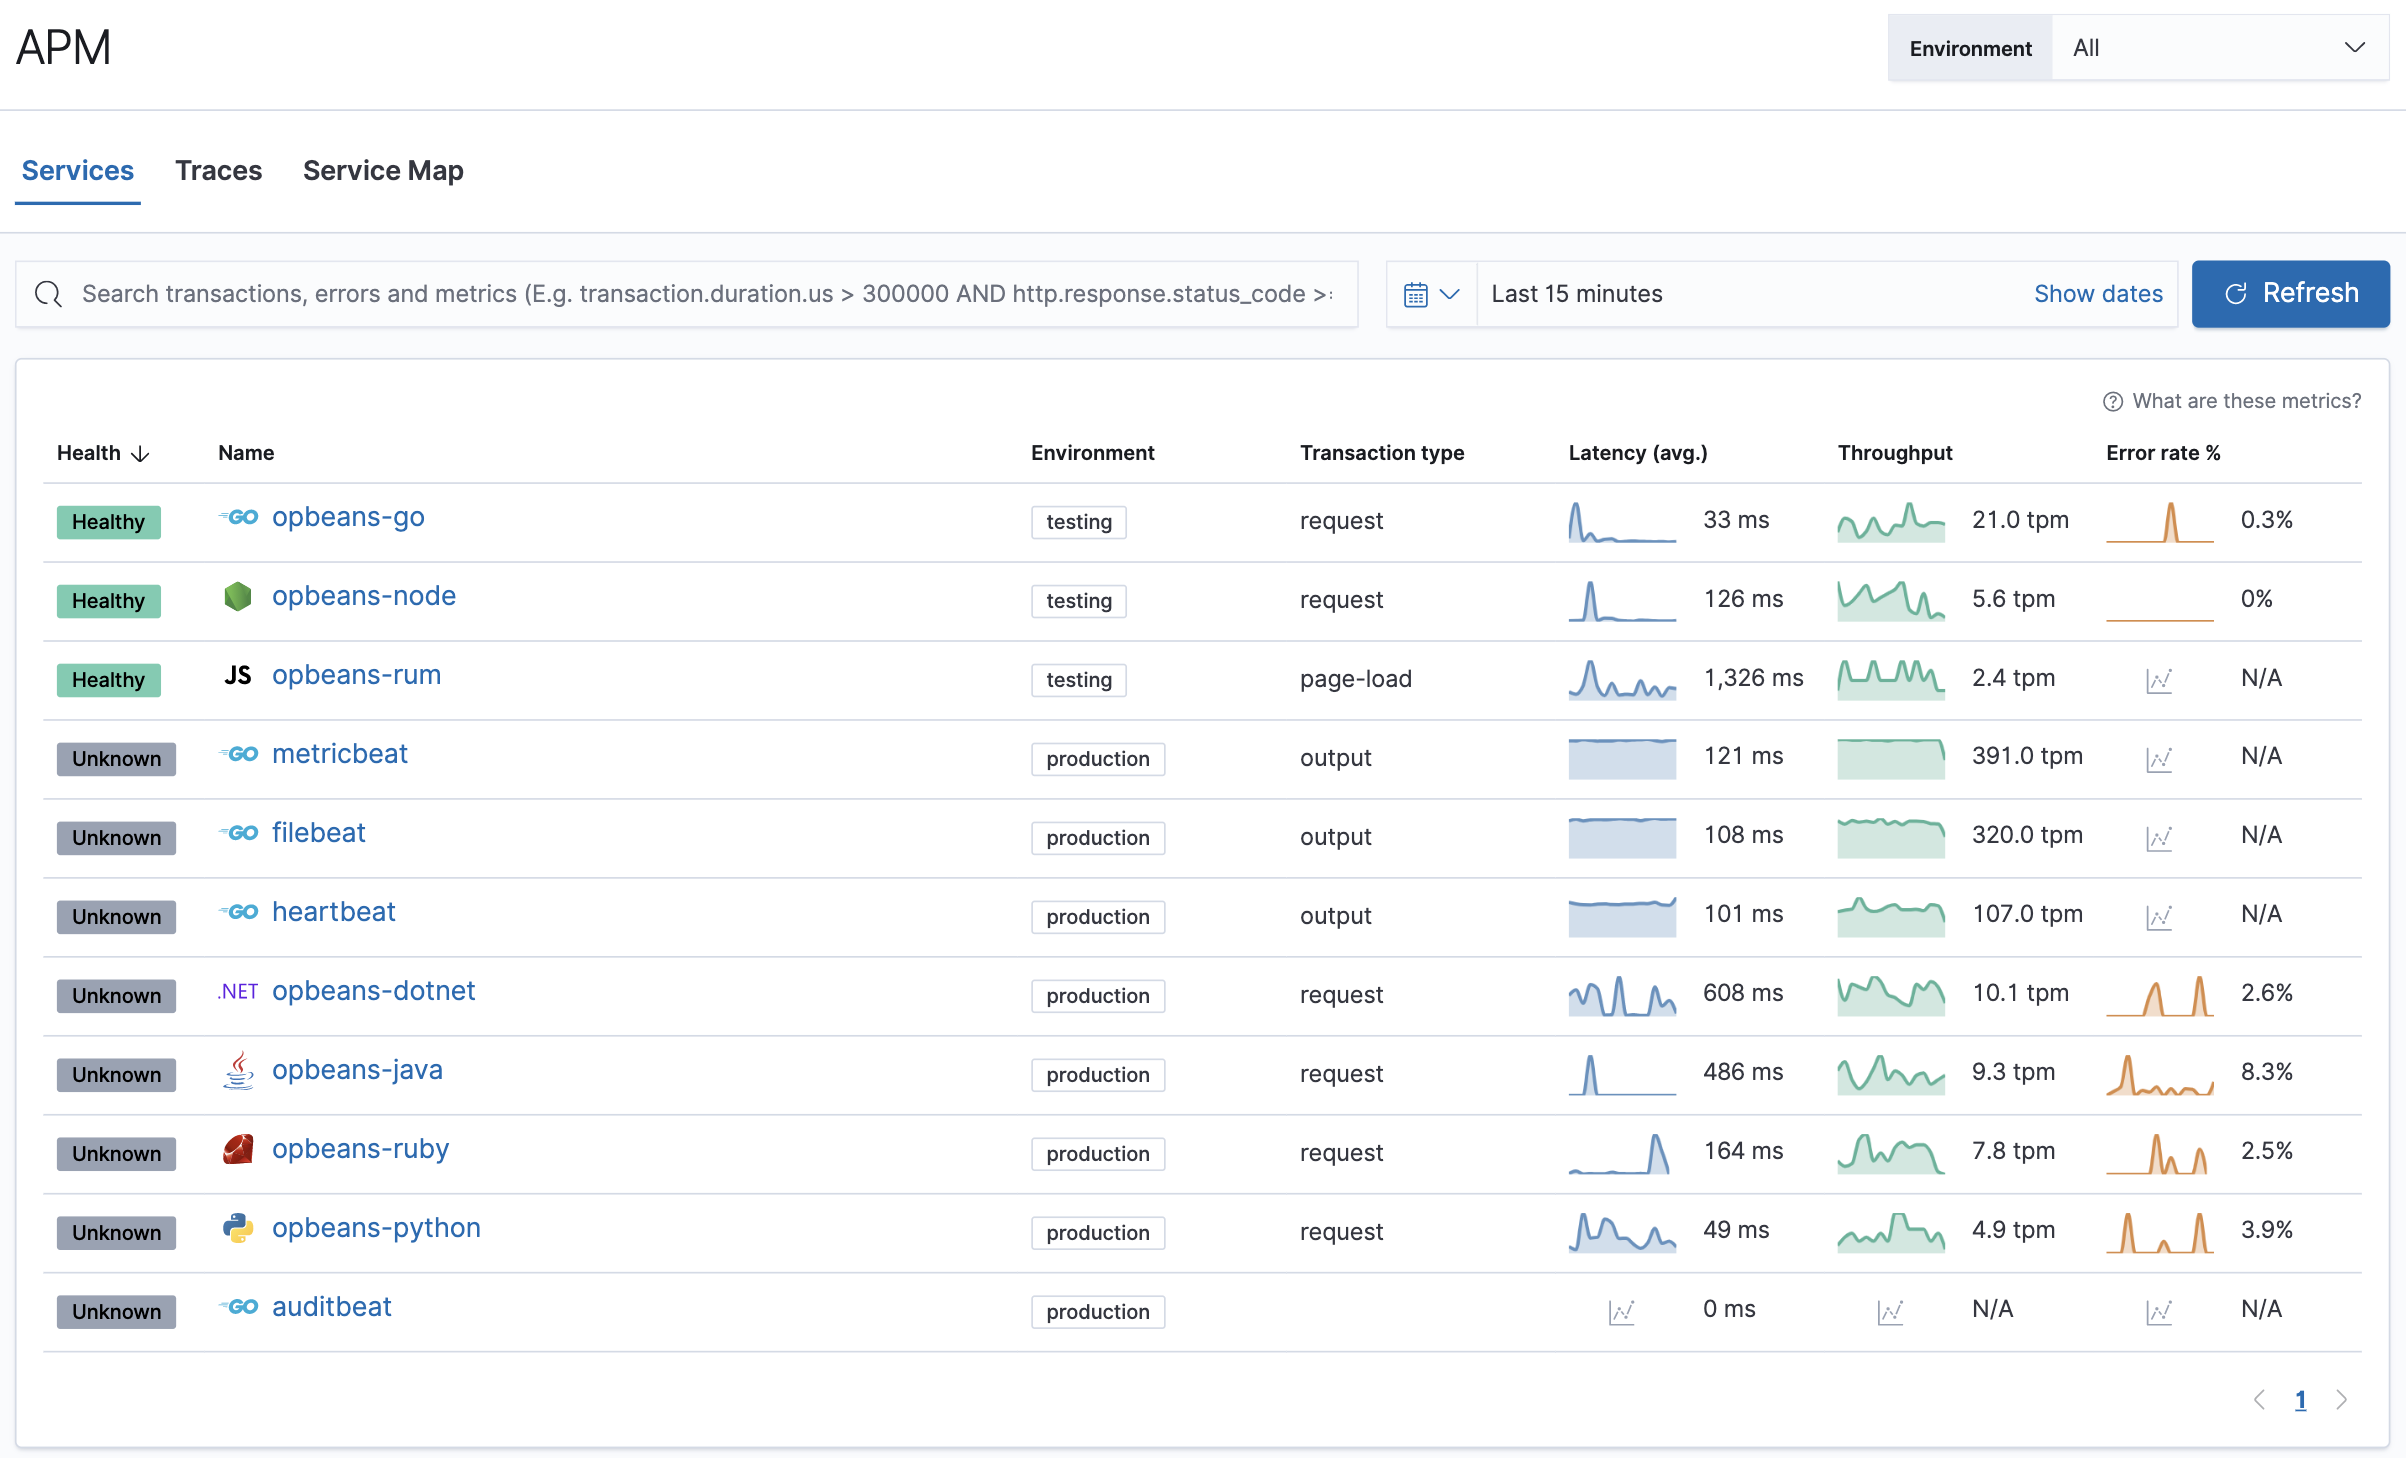 APM
Environment All
Services Traces Service Map
Search transactions, errors and metrics (E.g. transaction.duration.us > 300000 AND http.response.status_code >
Last 15 minutes Show dates Refresh
What are these metrics?
Health Name Environment Transaction type Latency (avg.) Throughput Error rate %
Healthy GO opbeans-go testing request 33 ms 21.0 tpm 0.3%
Healthy opbeans-node testing request 126 ms 5.6 tpm 0%
Healthy JS opbeans-rum testing page-load 1,326 ms 2.4 tpm N/A
Unknown GO metricbeat production output 121 ms 391.0 tpm N/A
Unknown GO filebeat production output 108 ms 320.0 tpm N/A
Unknown GO heartbeat production output 101 ms 107.0 tpm N/A
Unknown .NET opbeans-dotnet production request 608 ms 10.1 tpm 2.6%
Unknown opbeans-java production request 486 ms 9.3 tpm 8.3%
Unknown opbeans-ruby production request 164 ms 7.8 tpm 2.5%
Unknown opbeans-python production request 49 ms 4.9 tpm 3.9%
Unknown GO auditbeat production 0 ms N/A N/A
1